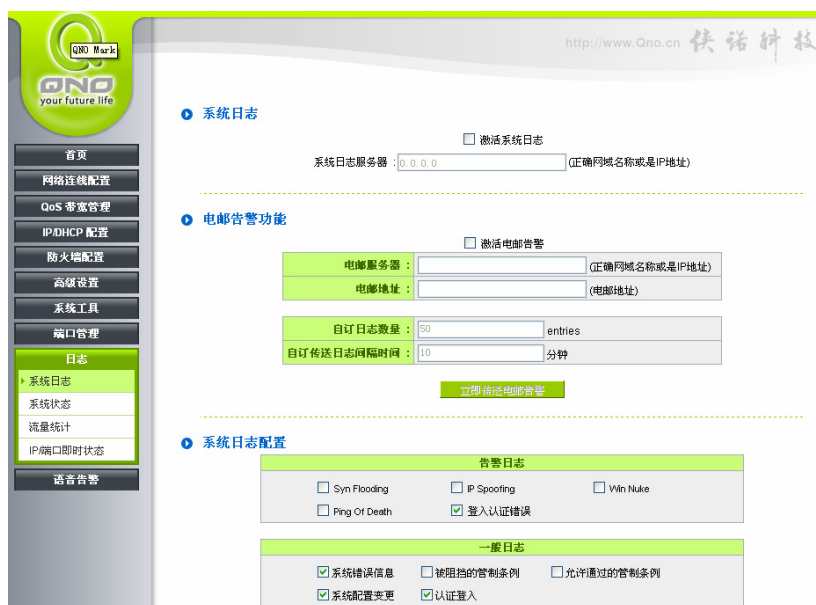 QNO Mark
QNO
your future life
http://www.Qno.cn 侠诺科技
首页
网络连线配置
QoS 带宽管理
IP/DHCP 配置
防火墙配置
高级设置
系统工具
端口管理
日志
系统日志
系统状态
流量统计
IP/端口即时状态
语音告警
系统日志
激活系统日志
系统日志服务器 : 0.0.0.0 (正确网域名称或是IP地址)
电邮告警功能
激活电邮告警
电邮服务器 : (正确网域名称或是IP地址)
电邮地址 : (电邮地址)
自订日志数量 : 50 entries
自订传送日志间隔时间 : 10 分钟
立即传送电邮告警
系统日志配置
告警日志
Syn Flooding IP Spoofing Win Nuke
Ping Of Death 登入认证错误
一般日志
系统错误信息 被阻挡的管制条例 允许通过的管制条例
系统配置变更 认证登入